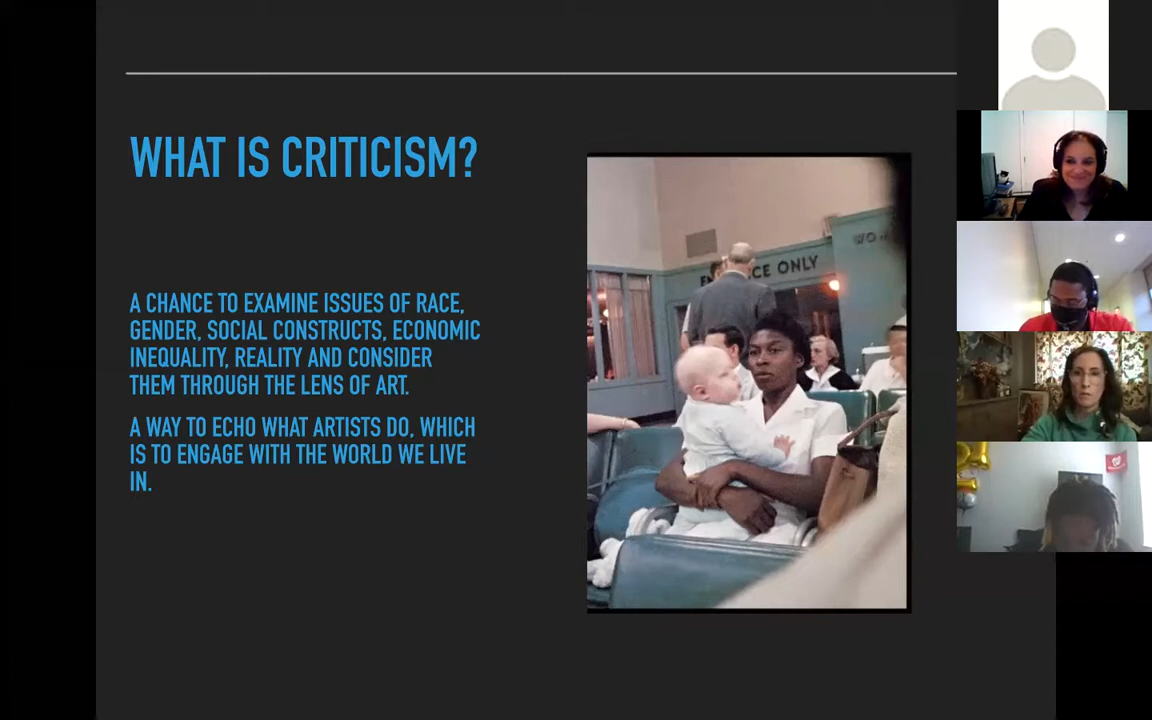 WHAT IS CRITICISM?
A CHANCE TO EXAMINE ISSUES OF RACE,
GENDER, SOCIAL CONSTRUCTS, ECONOMIC
INEQUALITY, REALITY AND CONSIDER
THEM THROUGH THE LENS OF ART.
A WAY TO ECHO WHAT ARTISTS DO, WHICH
IS TO ENGAGE WITH THE WORLD WE LIVE
IN.
ONLY